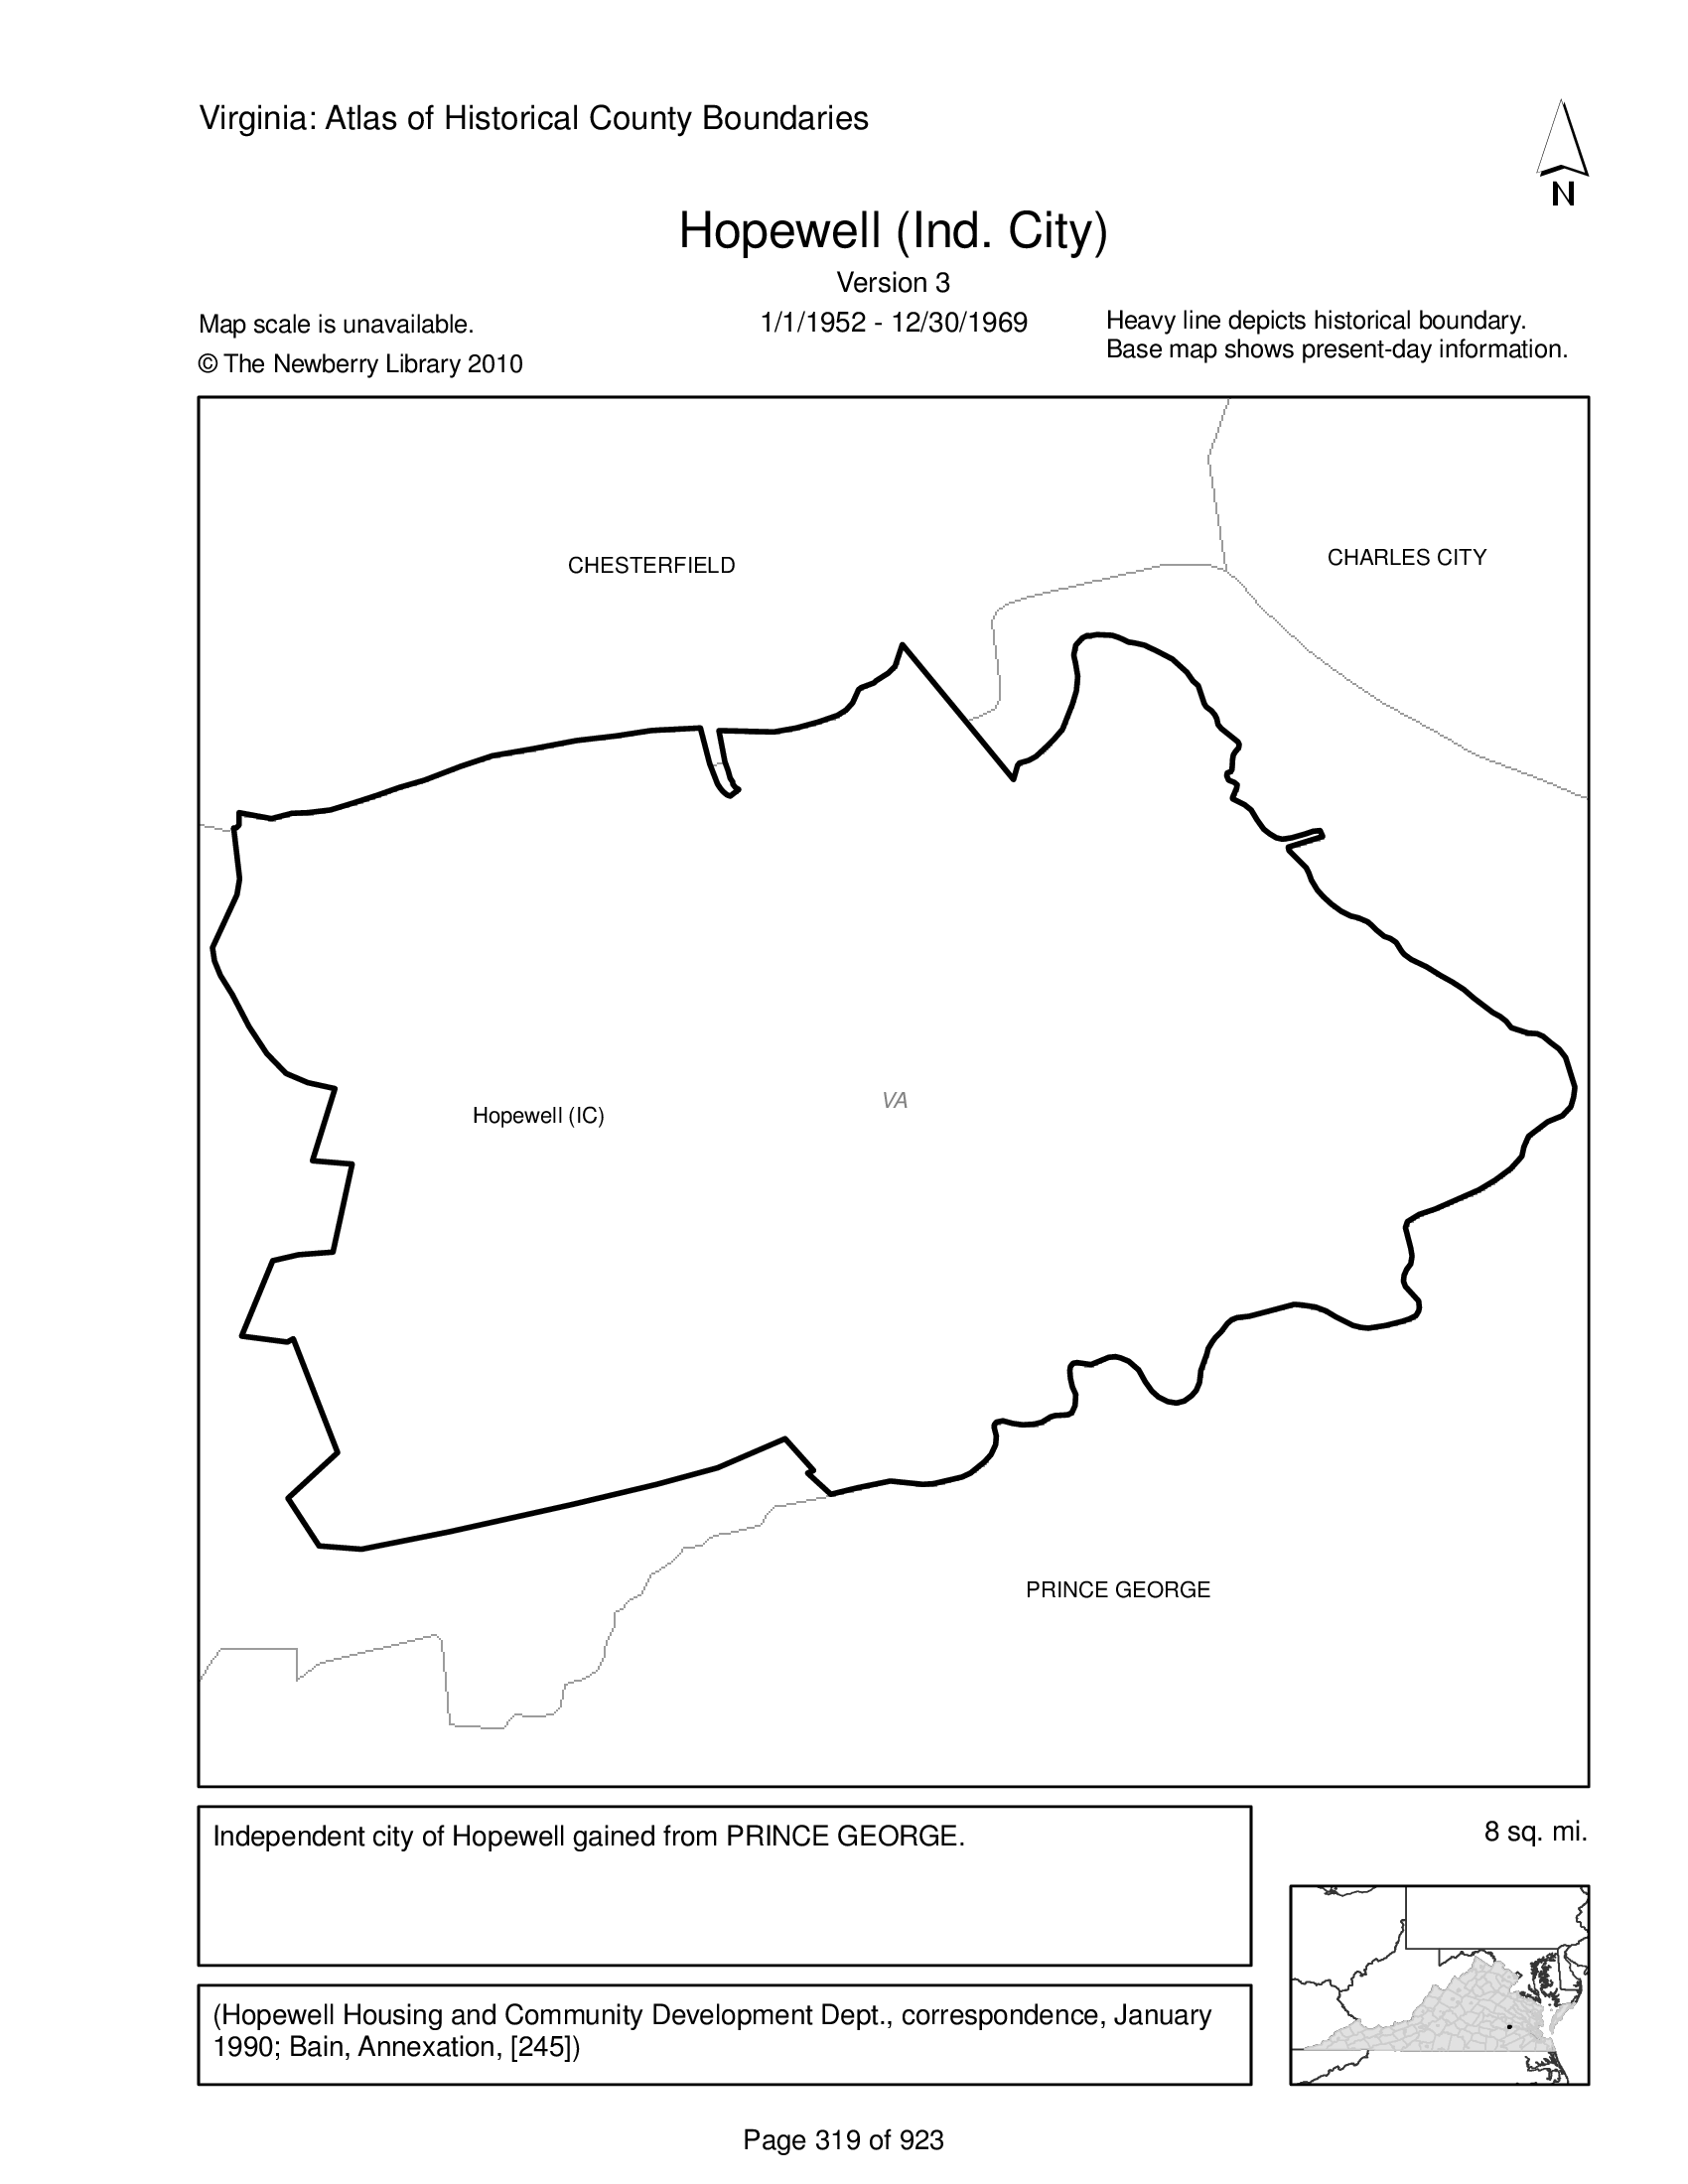 Virginia: Atlas of Historical County Boundaries
N
Hopewell (Ind. City)
Version 3
Map scale is unavailable.
1/1/1952 - 12/30/1969
Heavy line depicts historical boundary.
© The Newberry Library 2010
Base map shows present-day information.
CHESTERFIELD
CHARLES CITY
Hopewell (IC)
VA
PRINCE GEORGE
Independent city of Hopewell gained from PRINCE GEORGE.
8 sq. mi.
(Hopewell Housing and Community Development Dept., correspondence, January
1990; Bain, Annexation, [245])
Page 319 of 923